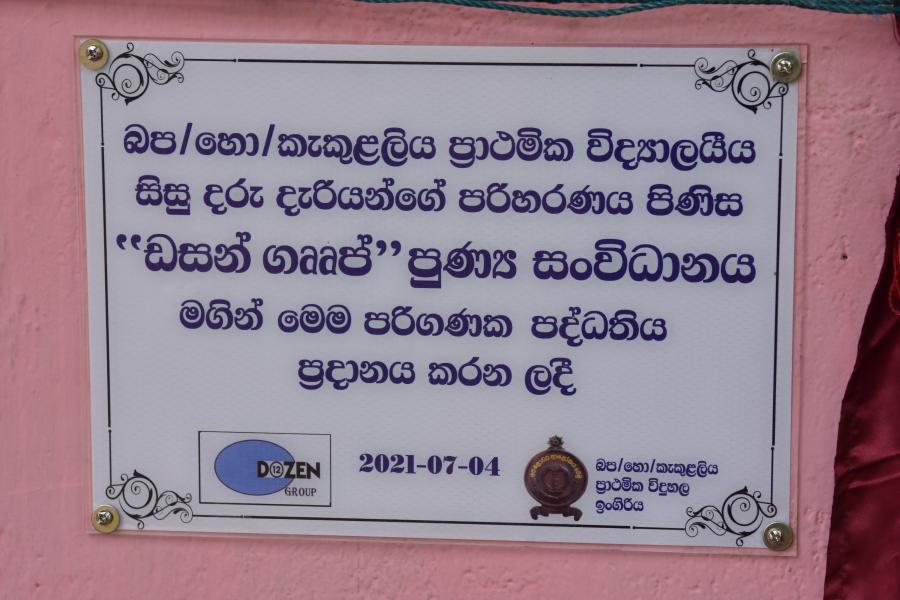 බප/හො/කැකුළලිය ප්‍රාථමික විද්‍යාලයීය
සිසු දරු දැරියන්ගේ පරිහරණය පිණිස
“ඩසන් ගෲප්” පුණ්‍ය සංවිධානය
මගින් මෙම පරිගණක පද්ධතිය
ප්‍රදානය කරන ලදී
DOZEN
12
GROUP
2021-07-04
බප/හො/කැකුළලිය
ප්‍රාථමික විදුහල
ඉංගිරිය